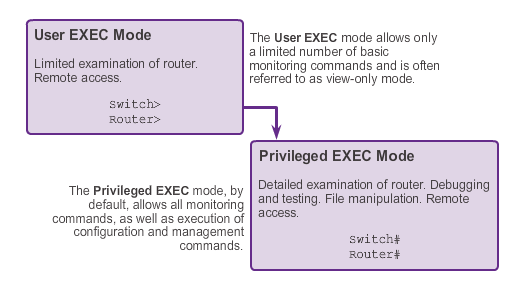 User EXEC Mode
Limited examination of router.
Remote access.
Switch>
Router>
The User EXEC mode allows only
a limited number of basic
monitoring commands and is often
referred to as view-only mode.
Privileged EXEC Mode
Detailed examination of router. Debugging
and testing. File manipulation. Remote
access.
Switch#
Router#
The Privileged EXEC mode, by
default, allows all monitoring
commands, as well as execution of
configuration and management
commands.